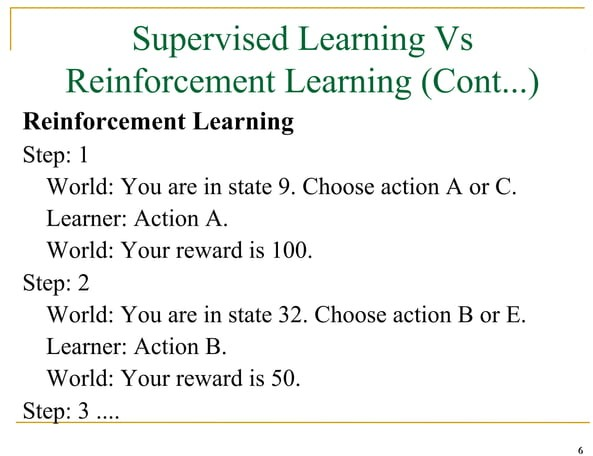 Supervised Learning Vs
Reinforcement Learning (Cont...)
Reinforcement Learning
Step: 1
World: You are in state 9. Choose action A or C.
Learner: Action A.
World: Your reward is 100.
Step: 2
World: You are in state 32. Choose action B or E.
Learner: Action B.
World: Your reward is 50.
Step: 3 ....
6